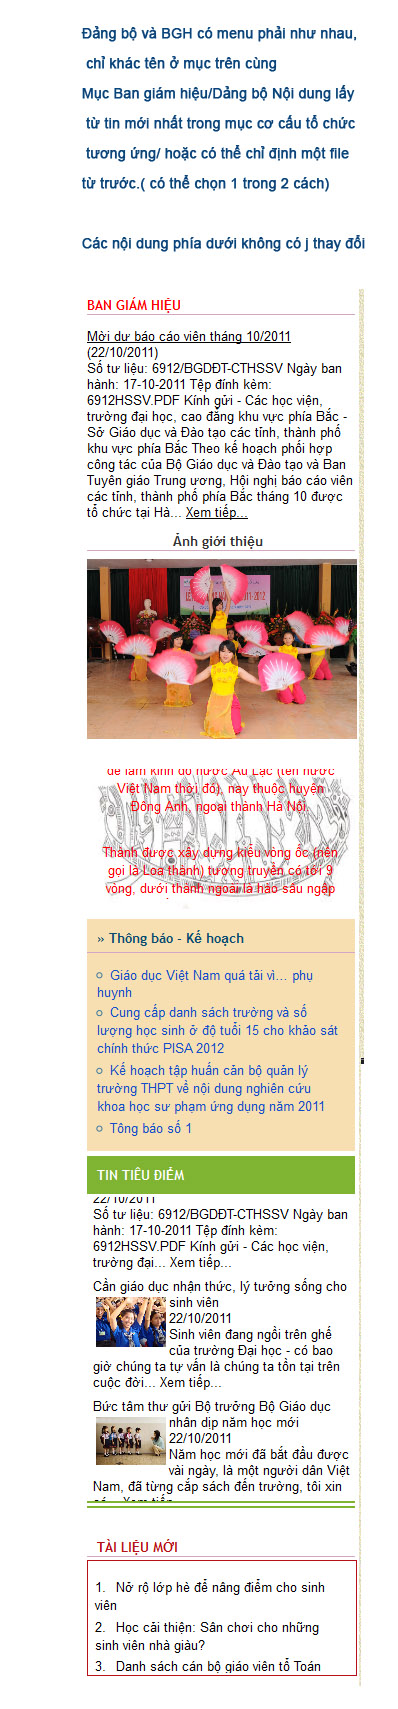 Đảng bộ và BGH có menu phải như nhau,
chỉ khác tên ở mục trên cùng
Mục Ban giám hiệu/Dảng bộ Nội dung lấy
từ tin mới nhất trong mục cơ cấu tổ chức
tương ứng/ hoặc có thể chỉ định một file
từ trước.( có thể chọn 1 trong 2 cách)
Các nội dung phía dưới không có j thay đổi
BAN GIÁM HIỆU
Mời dự báo cáo viên tháng 10/2011
(22/10/2011)
Số tư liệu: 6912/BGDĐT-CTHSSV Ngày ban
hành: 17-10-2011 Tệp đính kèm:
6912HSSV.PDF Kính gửi - Các học viện,
trường đại học, cao đẳng khu vực phía Bắc -
Sở Giáo dục và Đào tạo các tỉnh, thành phố
khu vực phía Bắc Theo kế hoạch phối hợp
công tác của Bộ Giáo dục và Đào tạo và Ban
Tuyên giáo Trung ương, Hội nghị báo cáo viên
các tỉnh, thành phố phía Bắc tháng 10 được
tổ chức tại Hà... Xem tiếp...
Ảnh giới thiệu
để làm kinh đô nước Âu Lạc (tên nước
Việt Nam thời đó), nay thuộc huyện
Đông Anh, ngoại thành Hà Nội.
Thành được xây dựng kiểu vòng ốc (nên
gọi là Loa thành) tương truyền có tới 9
vòng, dưới thành ngoài là hào sâu ngập
» Thông báo - Kế hoạch
Giáo dục Việt Nam quá tải vì... phụ
huynh
Cung cấp danh sách trường và số
lượng học sinh ở độ tuổi 15 cho khảo sát
chính thức PISA 2012
Kế hoạch tập huấn cán bộ quản lý
trường THPT về nội dung nghiên cứu
khoa học sư phạm ứng dụng năm 2011
Tông báo số 1
TIN TIÊU ĐIỂM
22/10/2011
Số tư liệu: 6912/BGDĐT-CTHSSV Ngày ban
hành: 17-10-2011 Tệp đính kèm:
6912HSSV.PDF Kính gửi - Các học viện,
trường đại... Xem tiếp...
Cần giáo dục nhận thức, lý tưởng sống cho
sinh viên
22/10/2011
Sinh viên đang ngồi trên ghế
của trường Đại học - có bao
giờ chúng ta tự vấn là chúng ta tồn tại trên
cuộc đời... Xem tiếp...
Bức tâm thư gửi Bộ trưởng Bộ Giáo dục
nhân dịp năm học mới
22/10/2011
Năm học mới đã bắt đầu được
vài ngày, là một người dân Việt
Nam, đã từng cắp sách đến trường, tôi xin
có... Xem tiếp...
TÀI LIỆU MỚI
1. Nở rộ lớp hè để nâng điểm cho sinh
viên
2. Học cải thiện: Sân chơi cho những
sinh viên nhà giàu?
3. Danh sách cán bộ giáo viên tổ Toán